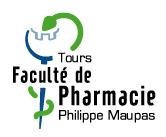 Tours
Faculté de
Pharmacie
Philippe Maupas